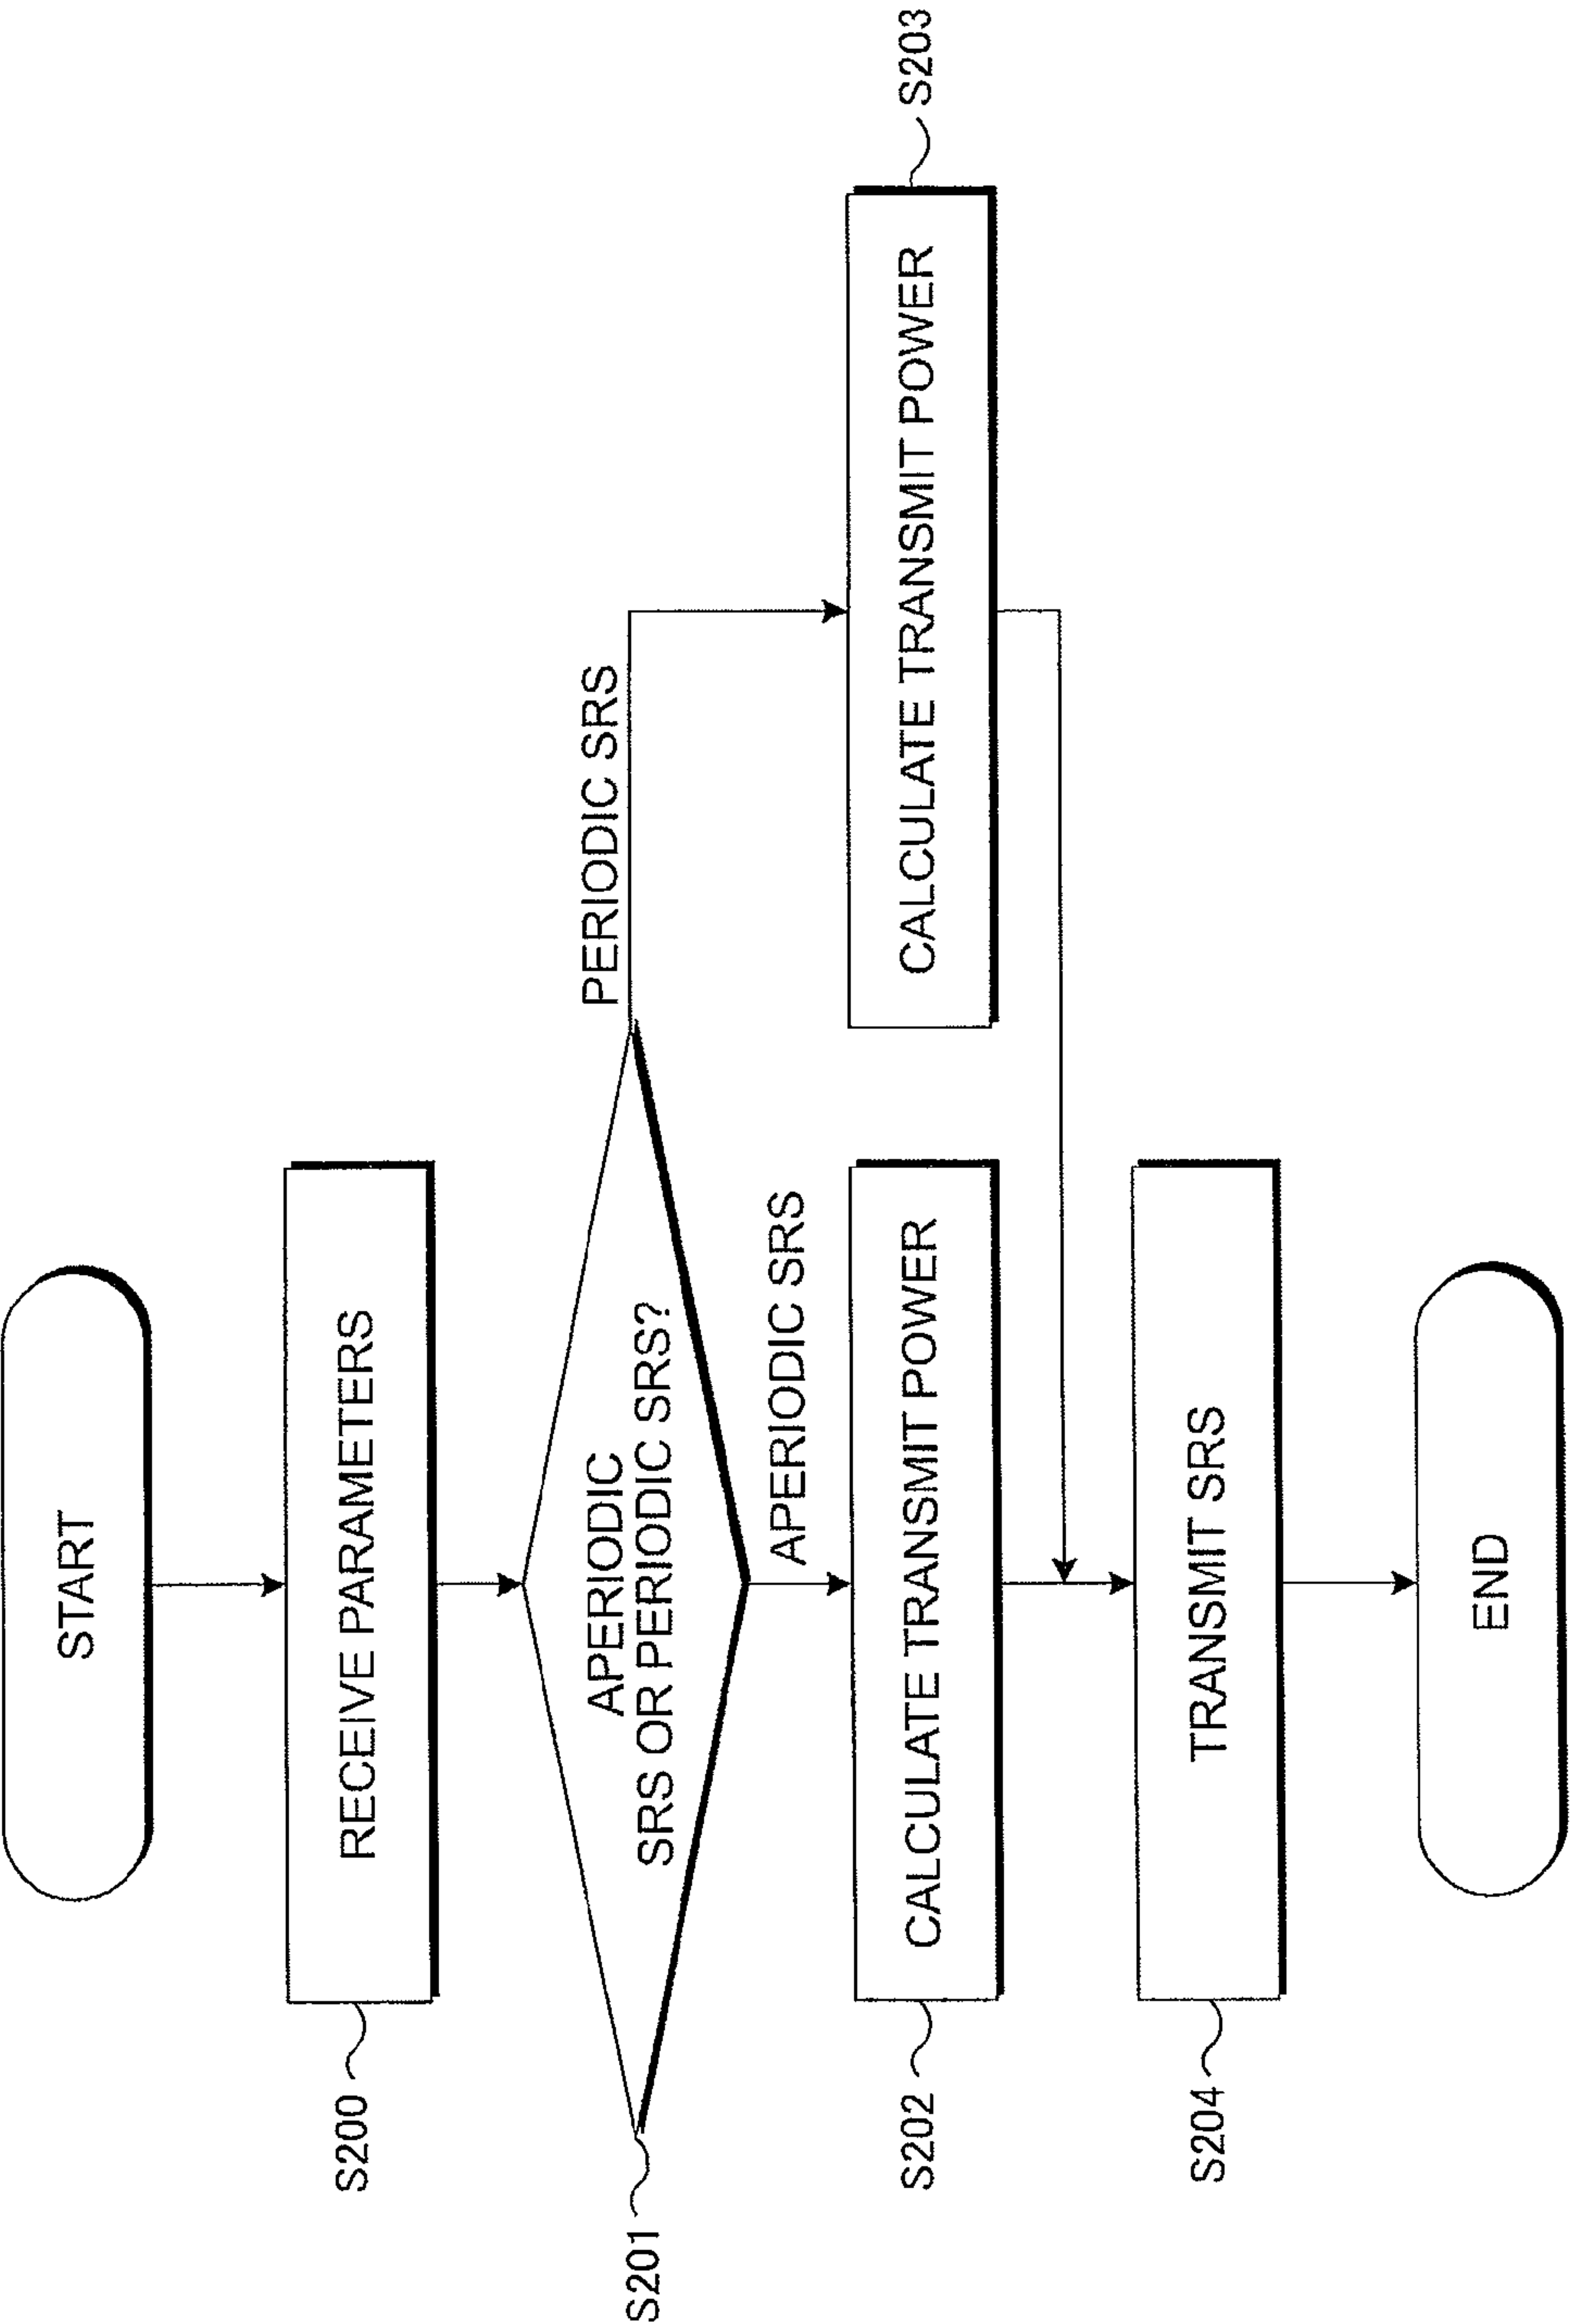 START
S200
RECEIVE PARAMETERS
S201
APERIODIC
SRS OR PERIODIC SRS?
PERIODIC SRS
APERIODIC SRS
S202
CALCULATE TRANSMIT POWER
CALCULATE TRANSMIT POWER
S203
S204
TRANSMIT SRS
END